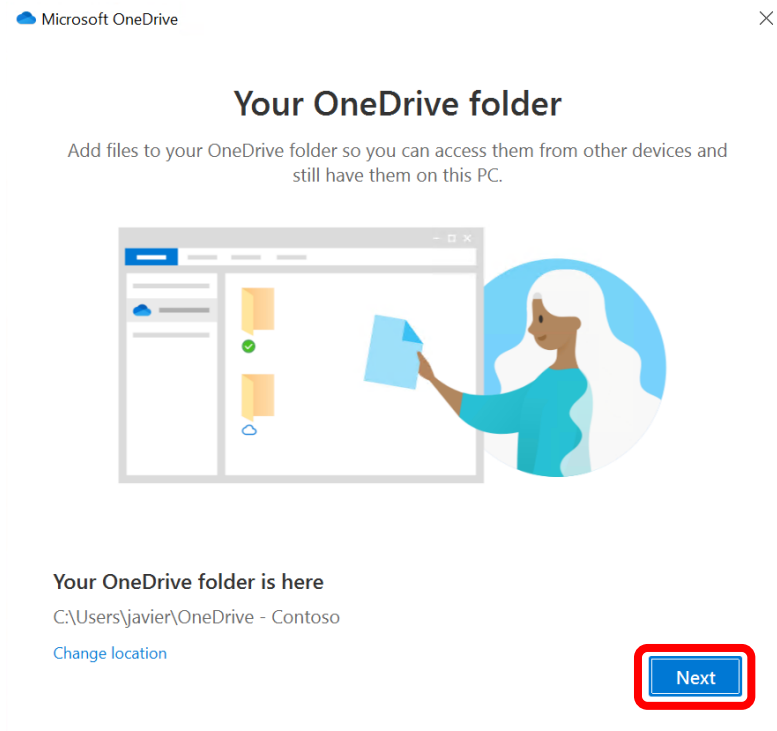 Microsoft OneDrive
Your OneDrive folder
Add files to your OneDrive folder so you can access them from other devices and
still have them on this PC.
Your OneDrive folder is here
C:\Users\javier\OneDrive - Contoso
Change location
Next